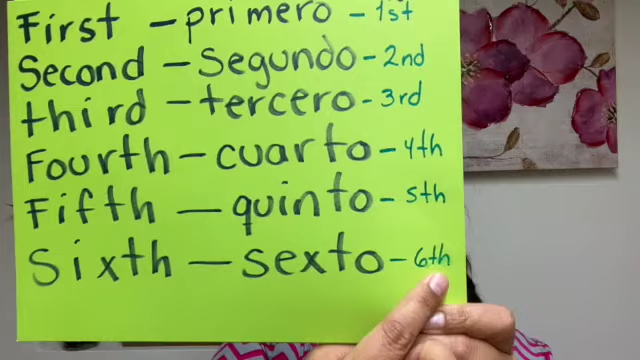 First - primero - 1st
Second - Segundo - 2nd
third - tercero - 3rd
Fourth - cuarto - 4th
Fifth - quinto - 5th
Sixth - sexto - 6th